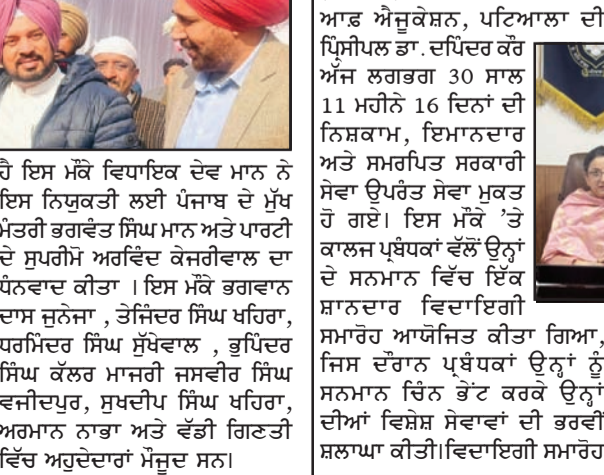 ਹੈ ਇਸ ਮੌਕੇ ਵਿਧਾਇਕ ਦੇਵ ਮਾਨ ਨੇ
ਇਸ ਨਿਯੁਕਤੀ ਲਈ ਪੰਜਾਬ ਦੇ ਮੁੱਖ
ਮੰਤਰੀ ਭਗਵੰਤ ਸਿੰਘ ਮਾਨ ਅਤੇ ਪਾਰਟੀ
ਦੇ ਸੁਪਰੀਮੋ ਅਰਵਿੰਦ ਕੇਜਰੀਵਾਲ ਦਾ
ਧੰਨਵਾਦ ਕੀਤਾ । ਇਸ ਮੌਕੇ ਭਗਵਾਨ
ਦਾਸ ਜੁਨੇਜਾ , ਤੇਜਿੰਦਰ ਸਿੰਘ ਖਹਿਰਾ,
ਧਰਮਿੰਦਰ ਸਿੰਘ ਸੁੱਖੇਵਾਲ , ਭੁਪਿੰਦਰ
ਸਿੰਘ ਕੱਲਰ ਮਾਜਰੀ ਜਸਵੀਰ ਸਿੰਘ
ਵਜੀਦਪੁਰ, ਸੁਖਦੀਪ ਸਿੰਘ ਖਹਿਰਾ,
ਅਰਮਾਨ ਨਾਭਾ ਅਤੇ ਵੱਡੀ ਗਿਣਤੀ
ਵਿੱਚ ਅਹੁਦੇਦਾਰਾਂ ਮੌਜੂਦ ਸਨ।
ਆਫ਼ ਐਜੂਕੇਸ਼ਨ, ਪਟਿਆਲਾ ਦੀ
ਪ੍ਰਿੰਸੀਪਲ ਡਾ. ਦਪਿੰਦਰ ਕੌਰ
ਅੱਜ ਲਗਭਗ 30 ਸਾਲ
11 ਮਹੀਨੇ 16 ਦਿਨਾਂ ਦੀ
ਨਿਸ਼ਕਾਮ, ਇਮਾਨਦਾਰ
ਅਤੇ ਸਮਰਪਿਤ ਸਰਕਾਰੀ
ਸੇਵਾ ਉਪਰੰਤ ਸੇਵਾ ਮੁਕਤ
ਹੋ ਗਏ। ਇਸ ਮੌਕੇ ’ਤੇ
ਕਾਲਜ ਪ੍ਰਬੰਧਕਾਂ ਵੱਲੋਂ ਉਨ੍ਹਾਂ
ਦੇ ਸਨਮਾਨ ਵਿੱਚ ਇੱਕ
ਸ਼ਾਨਦਾਰ ਵਿਦਾਇਗੀ
ਸਮਾਰੋਹ ਆਯੋਜਿਤ ਕੀਤਾ ਗਿਆ,
ਜਿਸ ਦੌਰਾਨ ਪ੍ਰਬੰਧਕਾਂ ਉਨ੍ਹਾਂ ਨੂੰ
ਸਨਮਾਨ ਚਿੰਨ ਭੇਂਟ ਕਰਕੇ ਉਨ੍ਹਾਂ
ਦੀਆਂ ਵਿਸ਼ੇਸ਼ ਸੇਵਾਵਾਂ ਦੀ ਭਰਵੀਂ
ਸ਼ਲਾਘਾ ਕੀਤੀ।ਵਿਦਾਇਗੀ ਸਮਾਰੋਹ